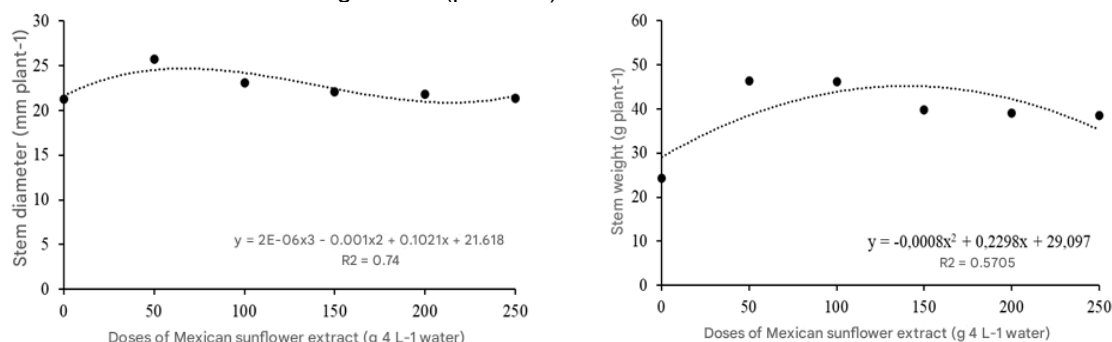 30
25
20
15
10
5
0
Stem diameter (mm plant-1)
y = 2E-06x3 - 0.001x2 + 0.1021x + 21.618
R2 = 0.74
0 50 100 150 200 250
Doses of Mexican sunflower extract (g 4 L-1 water)
60
50
40
30
20
10
0
Stem weight (g plant-1)
y = -0,0008x² + 0,2298x + 29,097
R2 = 0.5705
0 50 100 150 200 250
Doses of Mexican sunflower extract (g 4 L-1 water)